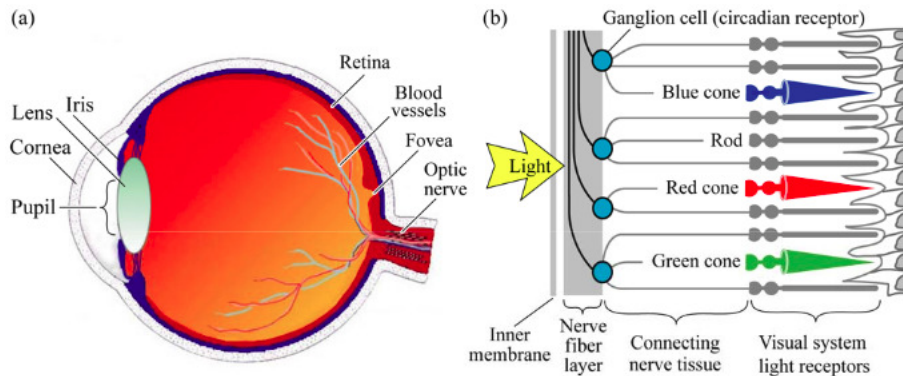 (a)
Retina
Blood
vessels
Iris
Lens
Cornea
Fovea
Optic
nerve
Pupil
(b)
Ganglion cell (circadian receptor)
Blue cone
Rod
Light
Red cone
Green cone
Inner
membrane
Nerve
fiber
layer
Connecting
nerve tissue
Visual system
light receptors